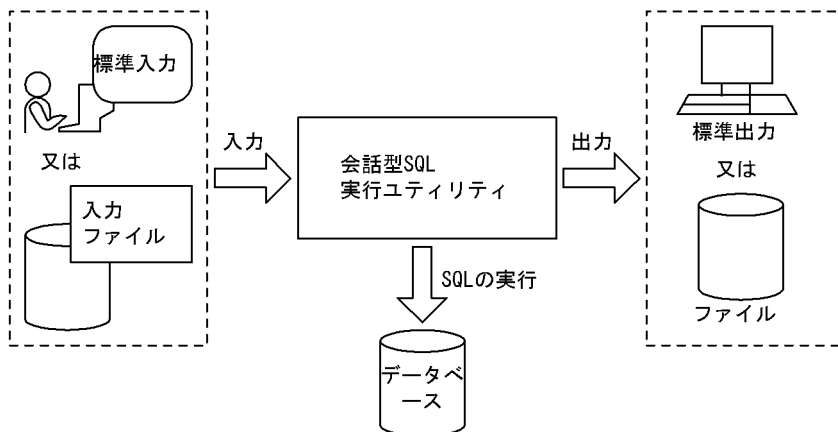 標準入力
又は
入力
ファイル
入力
会話型SQL
実行ユティリティ
SQLの実行
データベ
ース
出力
標準出力
又は
ファイル